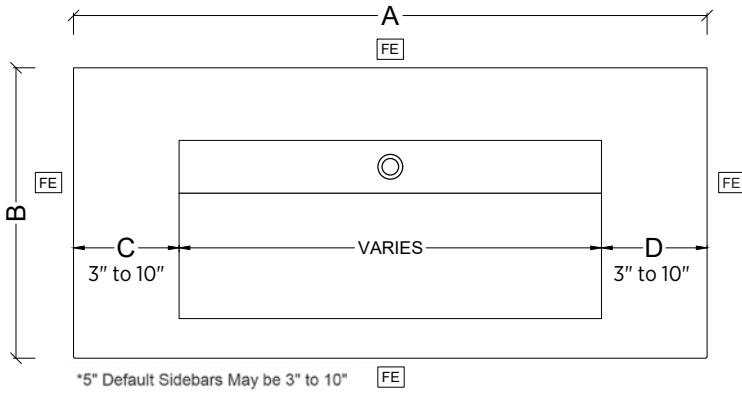 A
FE
FE
FE
B
C
VARIES
D
3" to 10"
3" to 10"
*5" Default Sidebars May be 3" to 10"
FE